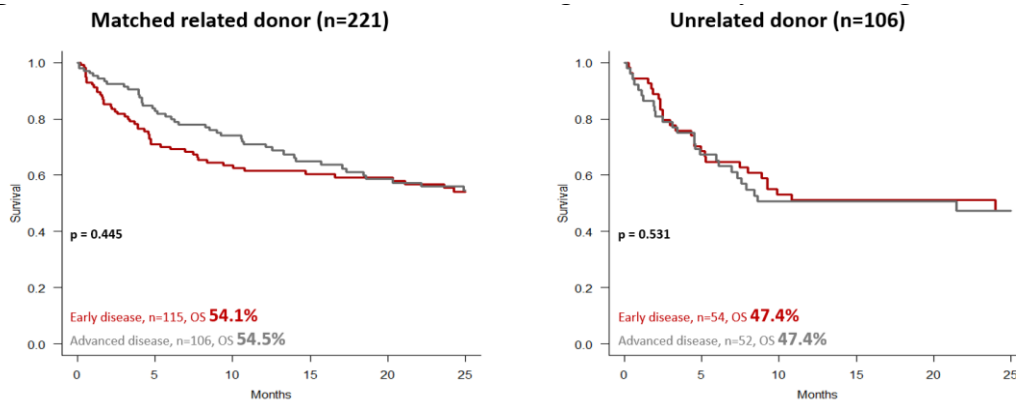 Matched related donor (n=221)
1.0
0.8
0.6
0.4
0.2
0.0
Survival
p = 0.445
Early disease, n=115, OS 54.1%
Advanced disease, n=106, OS 54.5%
0 5 10 15 20 25
Months
Unrelated donor (n=106)
1.0
0.8
0.6
0.4
0.2
0.0
Survival
p = 0.531
Early disease, n=54, OS 47.4%
Advanced disease, n=52, OS 47.4%
0 5 10 15 20 25
Months